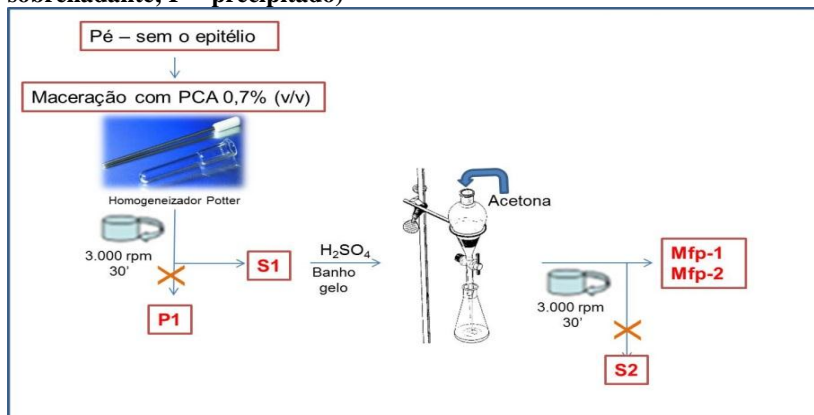 sobrenadante, P = precipitado)
Pé – sem o epitélio
Maceração com PCA 0,7% (v/v)
Homogeneizador Potter
3.000 rpm
30'
S1
P1
H₂SO₄
Banho
gelo
Acetona
3.000 rpm
30'
Mfp-1
Mfp-2
S2